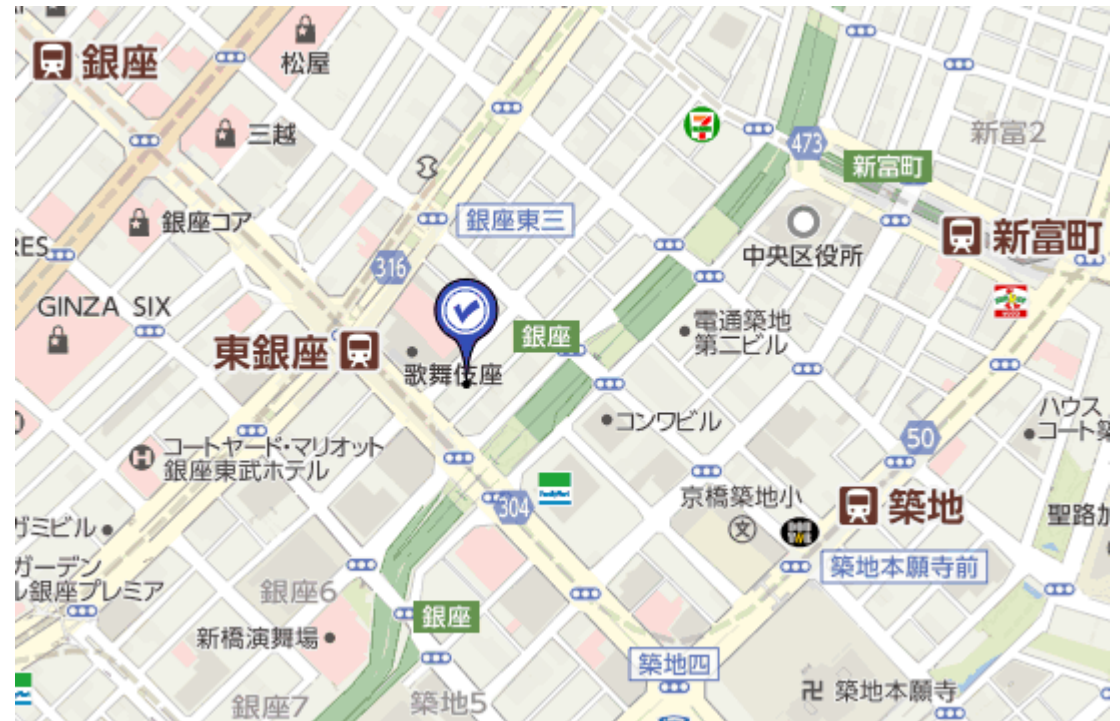 銀座
松屋
三越
473
新富2
新富町
銀座コア
銀座東三
新富町
中央区役所
RES
316
GINZA SIX
銀座
電通築地
第二ビル
東銀座
歌舞伎座
コンワビル
ハウス
コート築
50
コートヤード・マリオット
銀座東武ホテル
FamilyMart
京橋築地小
文
築地
304
聖路加
ガミビル
築地本願寺前
ガーデン
ル銀座プレミア
銀座6
銀座
新橋演舞場
築地四
築地本願寺
銀座7
築地5